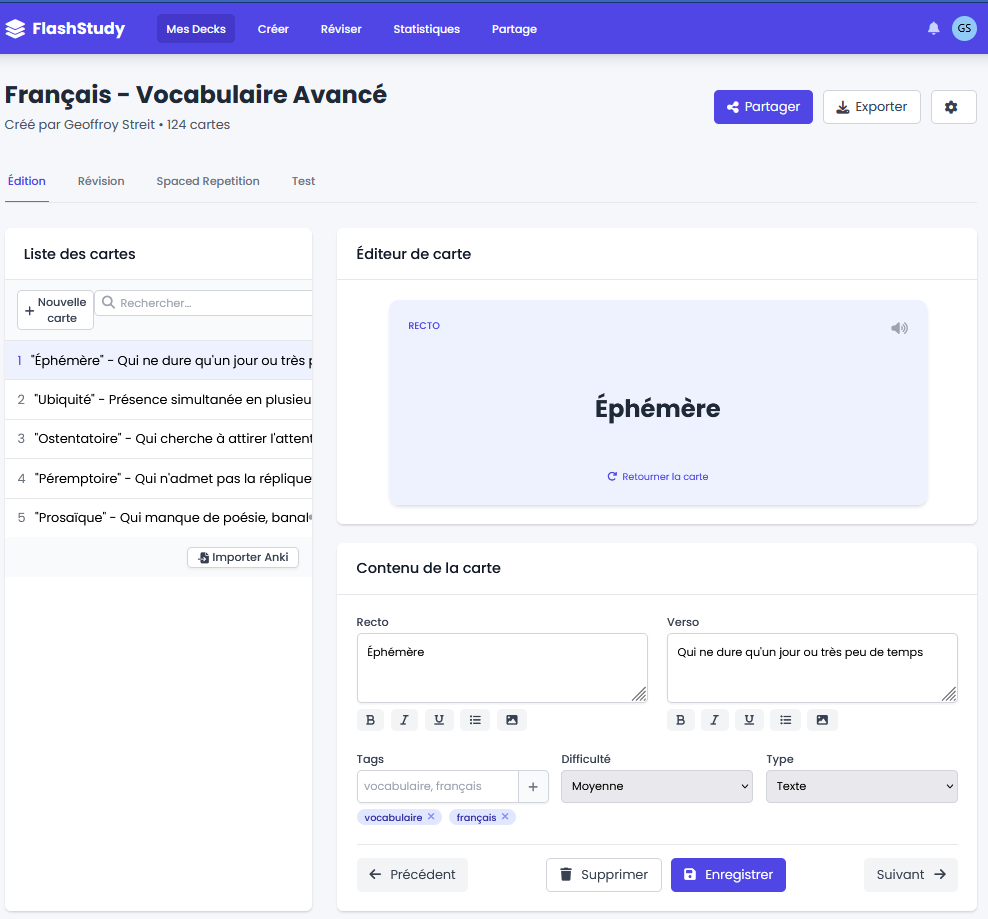 FlashStudy Mes Decks Créer Réviser Statistiques Partage GS
Français - Vocabulaire Avancé
Créé par Geoffroy Streit • 124 cartes
Partager Exporter
Édition Révision Spaced Repetition Test
Liste des cartes
Nouvelle carte
Rechercher...
1 "Éphémère" - Qui ne dure qu'un jour ou très
2 "Ubiquité" - Présence simultanée en plusieu
3 "Ostentatoire" - Qui cherche à attirer l'attent
4 "Péremptoire" - Qui n'admet pas la réplique
5 "Prosaïque" - Qui manque de poésie, banal
Importer Anki
Éditeur de carte
RECTO
Éphémère
Retourner la carte
Contenu de la carte
Recto Verso
Éphémère Qui ne dure qu'un jour ou très peu de temps
B I U B I U
Tags Difficulté Type
vocabulaire, français + Moyenne Texte
vocabulaire × français ×
Précédent Supprimer Enregistrer Suivant